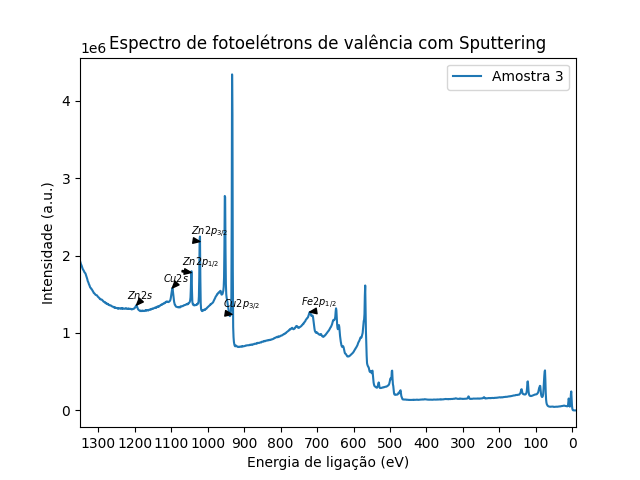 Espectro de fotoelétrons de valência com Sputtering
1e6
Amostra 3
4
3
2
1
0
Intensidade (a.u.)
Zn2p3/2
Zn2p1/2
Cu2s
Zn2s
Cu2p3/2
Fe2p1/2
1300 1200 1100 1000 900 800 700 600 500 400 300 200 100 0
Energia de ligação (eV)